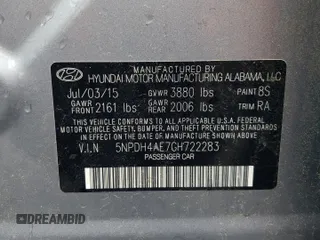 MANUFACTURED BY
HYUNDAI MOTOR MANUFACTURING ALABAMA, LLC
Jul/03/15 GVWR 3880 lbs PAINT 8S
GAWR FRONT 2161 lbs GAWR REAR 2006 lbs TRIM RA
THIS VEHICLE CONFORMS TO ALL APPLICABLE
FEDERAL MOTOR VEHICLE SAFETY, BUMPER,
AND THEFT PREVENTION STANDARDS IN
EFFECT ON THE DATE OF MANUFACTURE
SHOWN ABOVE.
V.I.N 5NPDH4AE7GH722283
PASSENGER CAR
© DIDBID.COM